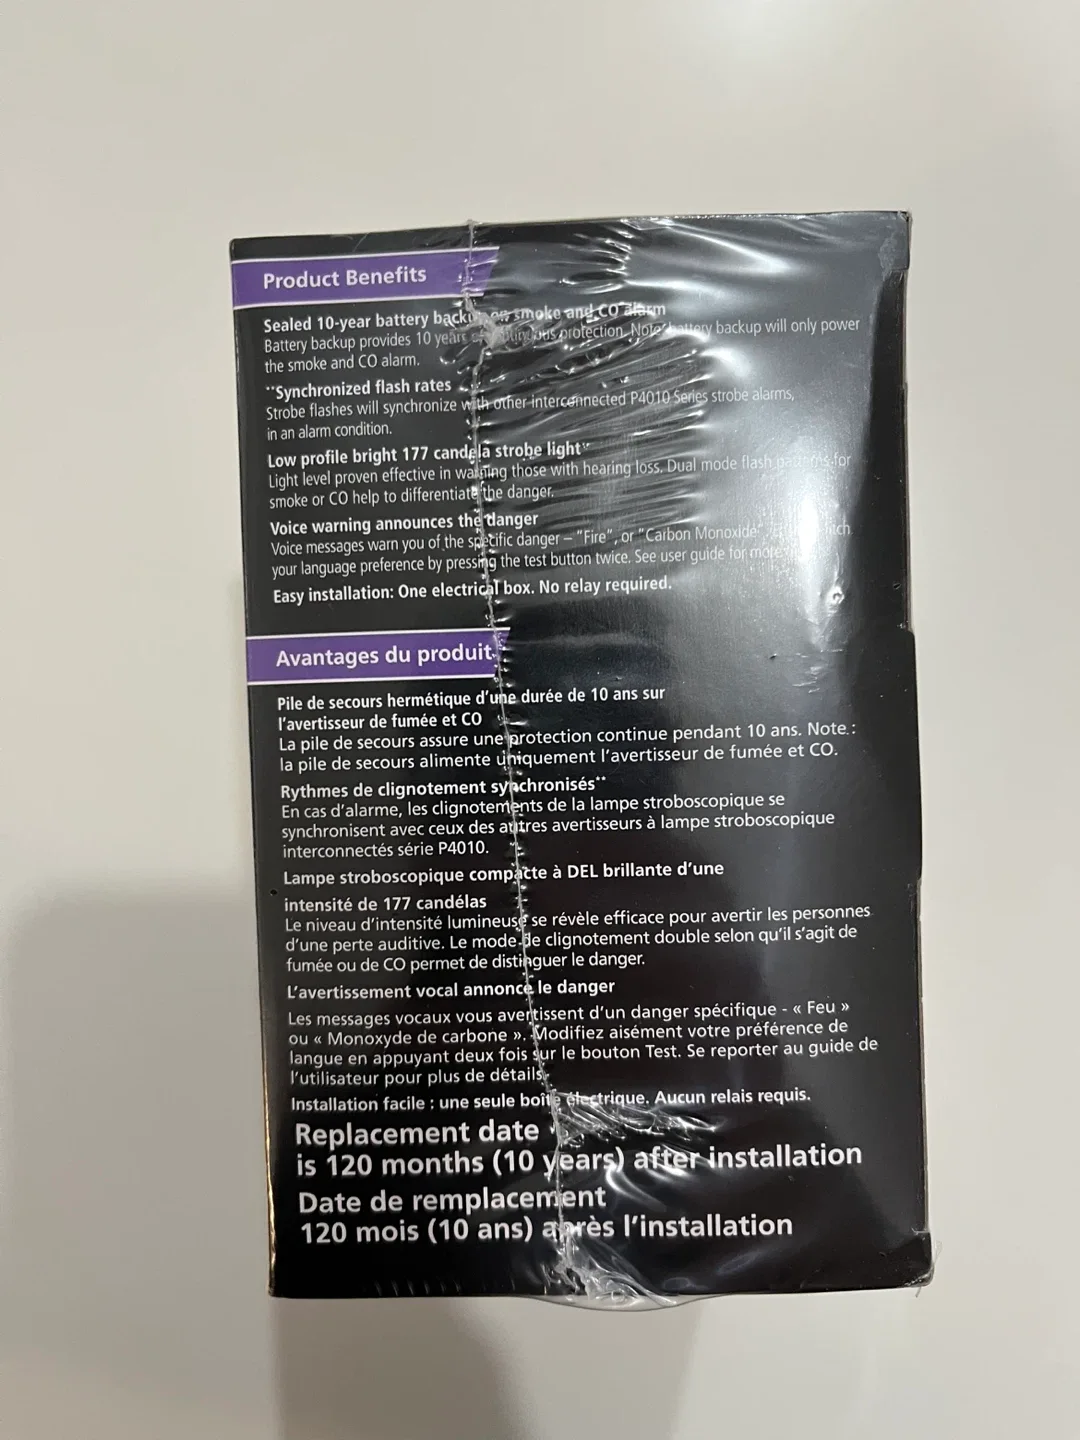 Product Benefits
Sealed 10-year battery backup on smoke and CO alarm
Battery backup provides 10 years of continuous protection. Note: battery backup will only power
the smoke and CO alarm.
**Synchronized flash rates
Strobe flashes will synchronize with other interconnected P4010 Series strobe alarms,
in an alarm condition.
Low profile bright 177 candela strobe light
Light level proven effective in warning those with hearing loss. Dual mode flash patterns for
smoke or CO help to differentiate the danger.
Voice warning announces the danger
Voice messages warn you of the specific danger – "Fire", or "Carbon Monoxide".
your language preference by pressing the test button twice. See user guide for more
Easy installation: One electrical box. No relay required.
Avantages du produit
Pile de secours hermétique d'une durée de 10 ans sur
l'avertisseur de fumée et CO
La pile de secours assure une protection continue pendant 10 ans. Note :
la pile de secours alimente uniquement l'avertisseur de fumée et CO.
Rythmes de clignotement synchronisés**
En cas d'alarme, les clignotements de la lampe stroboscopique se
synchronisent avec ceux des autres avertisseurs à lampe stroboscopique
interconnectés série P4010.
Lampe stroboscopique compacte à DEL brillante d'une
intensité de 177 candélas
Le niveau d'intensité lumineuse se révèle efficace pour avertir les personnes
d'une perte auditive. Le mode de clignotement double selon qu'il s'agit de
fumée ou de CO permet de distinguer le danger.
L'avertissement vocal annonce le danger
Les messages vocaux vous avertissent d'un danger spécifique - « Feu »
ou « Monoxyde de carbone ». Modifiez aisément votre préférence de
langue en appuyant deux fois sur le bouton Test. Se reporter au guide de
l'utilisateur pour plus de détails.
Installation facile : une seule boîte électrique. Aucun relais requis.
Replacement date
is 120 months (10 years) after installation
Date de remplacement
120 mois (10 ans) après l'installation